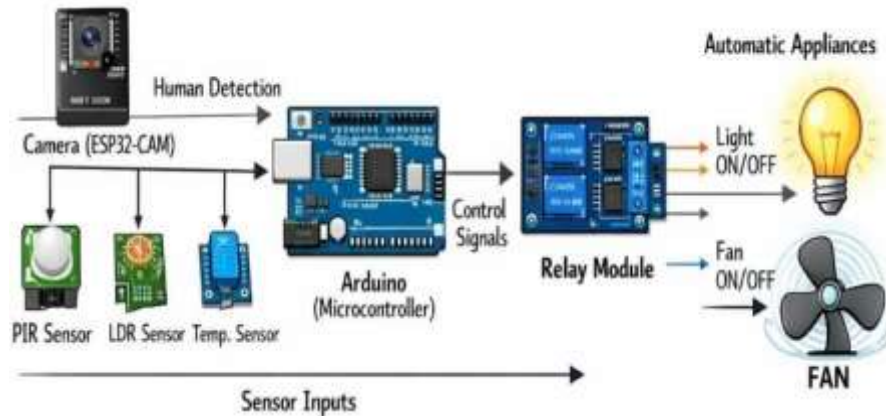 Automatic Appliances
Human Detection
Camera (ESP32-CAM)
Light
ON/OFF
Control
Signals
Arduino
(Microcontroller)
Relay Module
Fan
ON/OFF
PIR Sensor
LDR Sensor
Temp. Sensor
FAN
Sensor Inputs